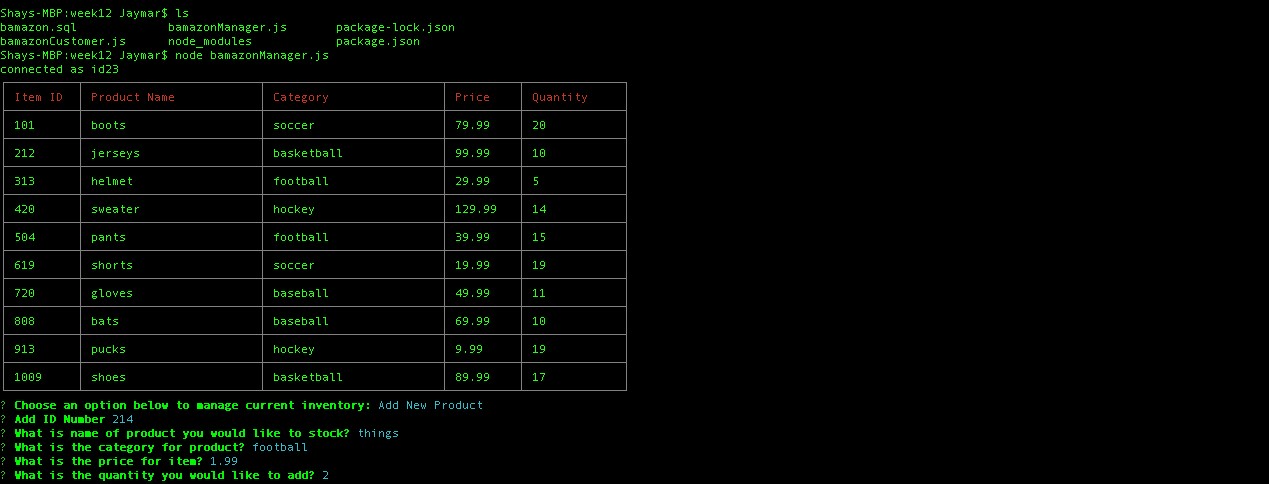 Shays-MBP:week12 Jaymar$ ls
bamazon.sql bamazonManager.js package-lock.json
bamazonCustomer.js node_modules package.json
Shays-MBP:week12 Jaymar$ node bamazonManager.js
connected as id23
Item ID Product Name Category Price Quantity
101 boots soccer 79.99 20
212 jerseys basketball 99.99 10
313 helmet football 29.99 5
420 sweater hockey 129.99 14
504 pants football 39.99 15
619 shorts soccer 19.99 19
720 gloves baseball 49.99 11
808 bats baseball 69.99 10
913 pucks hockey 9.99 19
1009 shoes basketball 89.99 17
? Choose an option below to manage current inventory: Add New Product
? Add ID Number 214
? What is name of product you would like to stock? things
? What is the category for product? football
? What is the price for item? 1.99
? What is the quantity you would like to add? 2